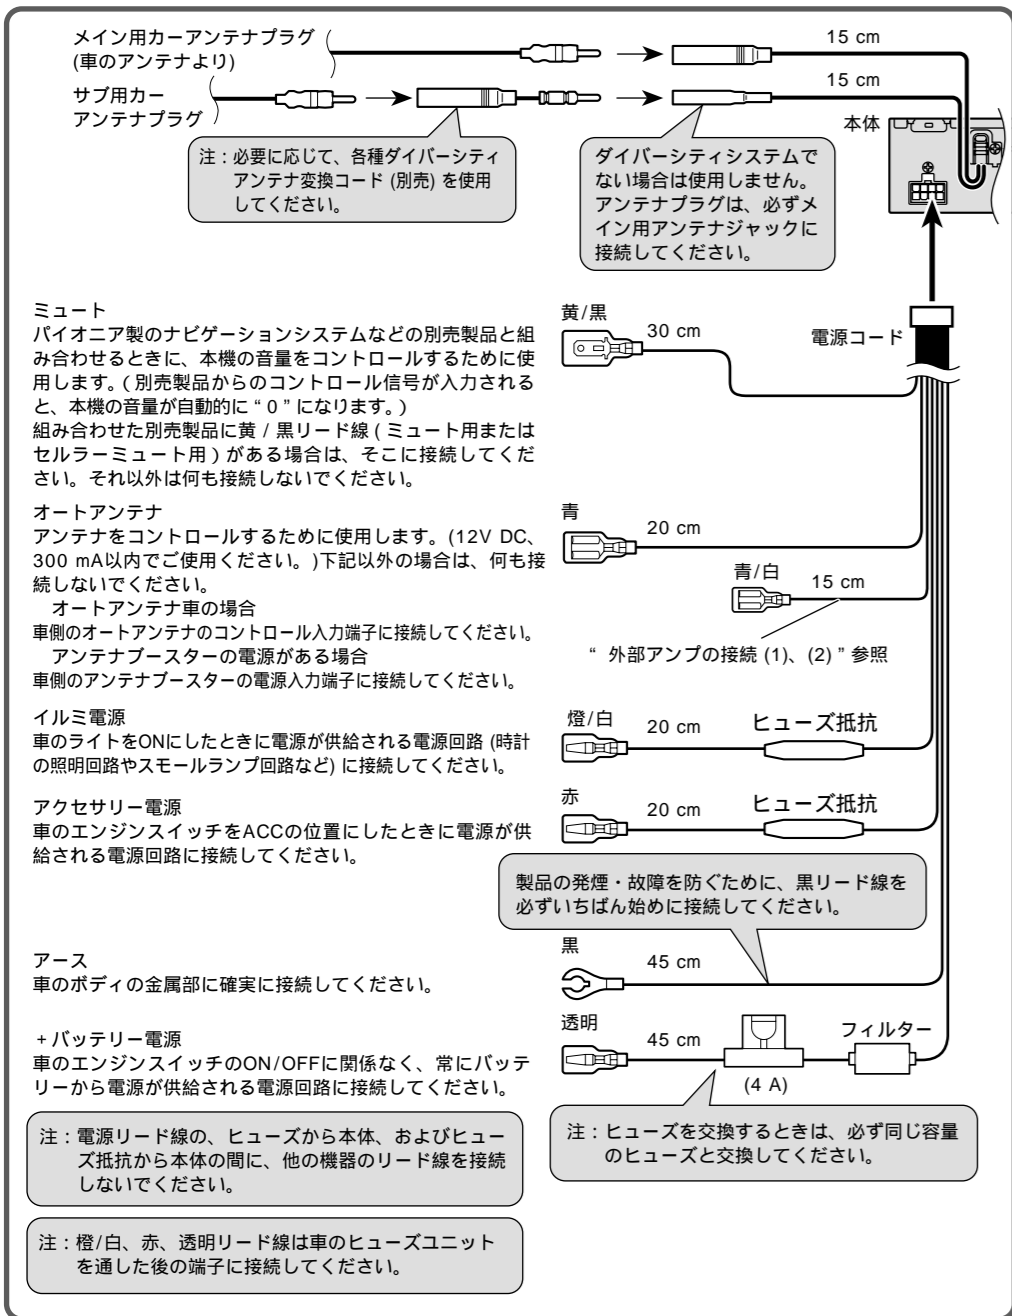 メイン用カーアンテナプラグ
(車のアンテナより)
15 cm
サブ用カー
アンテナプラグ
15 cm
本体
注：必要に応じて、各種ダイバーシティ
アンテナ変換コード (別売) を使用
してください。
ダイバーシティシステムで
ない場合は使用しません。
アンテナプラグは、必ずメ
イン用アンテナジャックに
接続してください。
ミュート
パイオニア製のナビゲーションシステムなどの別売製品と組
み合わせるときに、本機の音量をコントロールするために使
用します。( 別売製品からのコントロール信号が入力される
と、本機の音量が自動的に “ 0 ” になります。)
組み合わせた別売製品に黄 / 黒リード線 ( ミュート用または
セルラーミュート用 ) がある場合は、そこに接続してくだ
さい。それ以外は何も接続しないでください。
黄/黒
30 cm
電源コード
オートアンテナ
アンテナをコントロールするために使用します。(12V DC、
300 mA以内でご使用ください。)下記以外の場合は、何も接
続しないでください。
オートアンテナ車の場合
車側のオートアンテナのコントロール入力端子に接続してください。
アンテナブースターの電源がある場合
車側のアンテナブースターの電源入力端子に接続してください。
青
20 cm
青/白
15 cm
“ 外部アンプの接続 (1)、(2) ” 参照
イルミ電源
車のライトをONにしたときに電源が供給される電源回路 (時計
の照明回路やスモールランプ回路など) に接続してください。
燈/白
20 cm
ヒューズ抵抗
アクセサリー電源
車のエンジンスイッチをACCの位置にしたときに電源が供
給される電源回路に接続してください。
赤
20 cm
ヒューズ抵抗
製品の発煙・故障を防ぐために、黒リード線を
必ずいちばん始めに接続してください。
アース
車のボディの金属部に確実に接続してください。
黒
45 cm
+ バッテリー電源
車のエンジンスイッチのON/OFFに関係なく、常にバッテ
リーから電源が供給される電源回路に接続してください。
透明
45 cm
(4 A)
フィルター
注：電源リード線の、ヒューズから本体、およびヒュー
ズ抵抗から本体の間に、他の機器のリード線を接続
しないでください。
注：ヒューズを交換するときは、必ず同じ容量
のヒューズと交換してください。
注：橙/白、赤、透明リード線は車のヒューズユニット
を通した後の端子に接続してください。